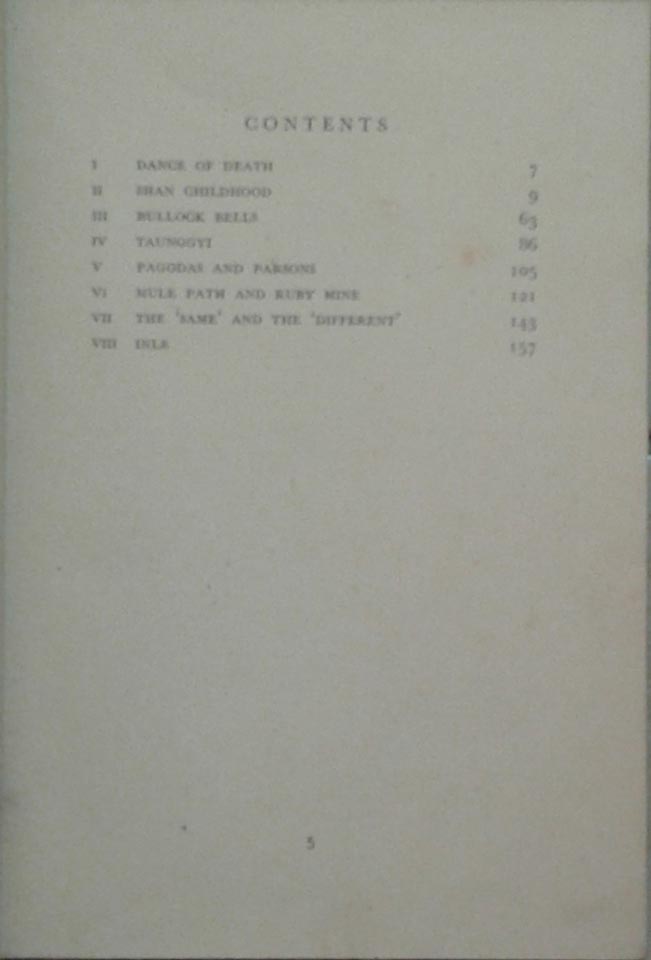 CONTENTS
I DANCE OF DEATH 7
II SHAN CHILDHOOD 9
III BULLOCK BELLS 63
IV TAUNGGYI 86
V PAGODAS AND PARSONS 105
VI MULE PATH AND RUBY MINE 121
VII THE 'SAME' AND THE 'DIFFERENT' 143
VIII INLE 157
5